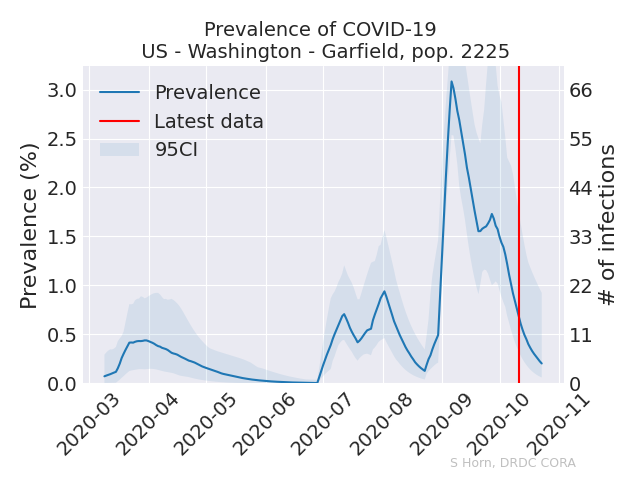 Prevalence of COVID-19
US - Washington - Garfield, pop. 2225
Prevalence
Latest data
95CI
Prevalence (%)
3.0
2.5
2.0
1.5
1.0
0.5
0.0
66
55
44
33
22
11
0
# of infections
2020-03
2020-04
2020-05
2020-06
2020-07
2020-08
2020-09
2020-10
2020-11
S Horn, DRDC CORA